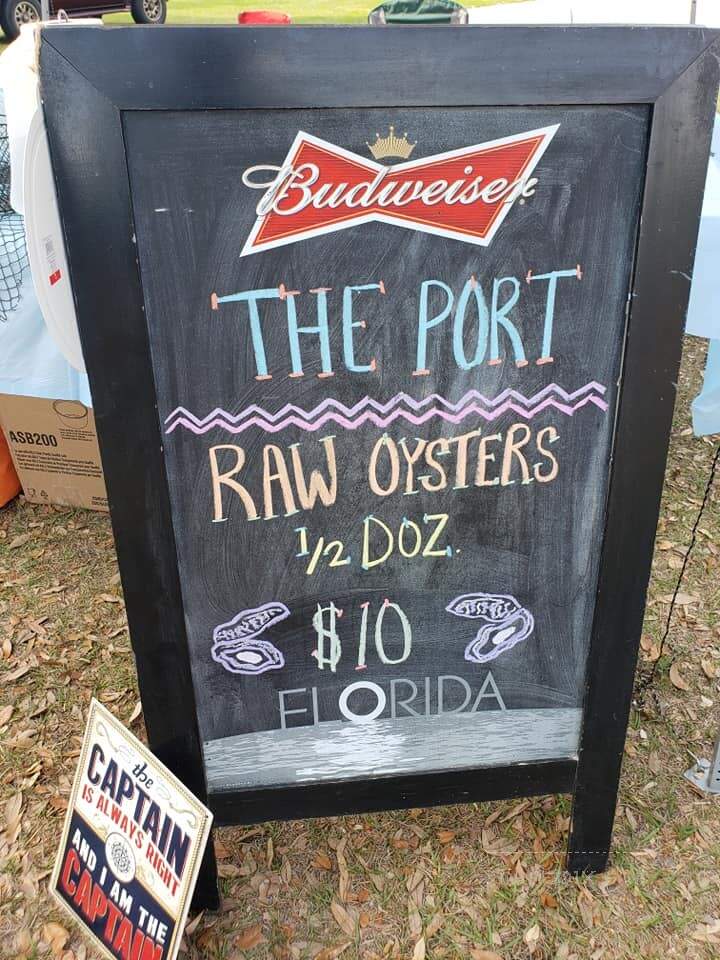 Budweiser
THE PORT
RAW OYSTERS
1/2 DOZ.
$10
FLORIDA
ASB200
the
CAPTAIN
IS ALWAYS RIGHT
AND I AM THE
CAPTAIN